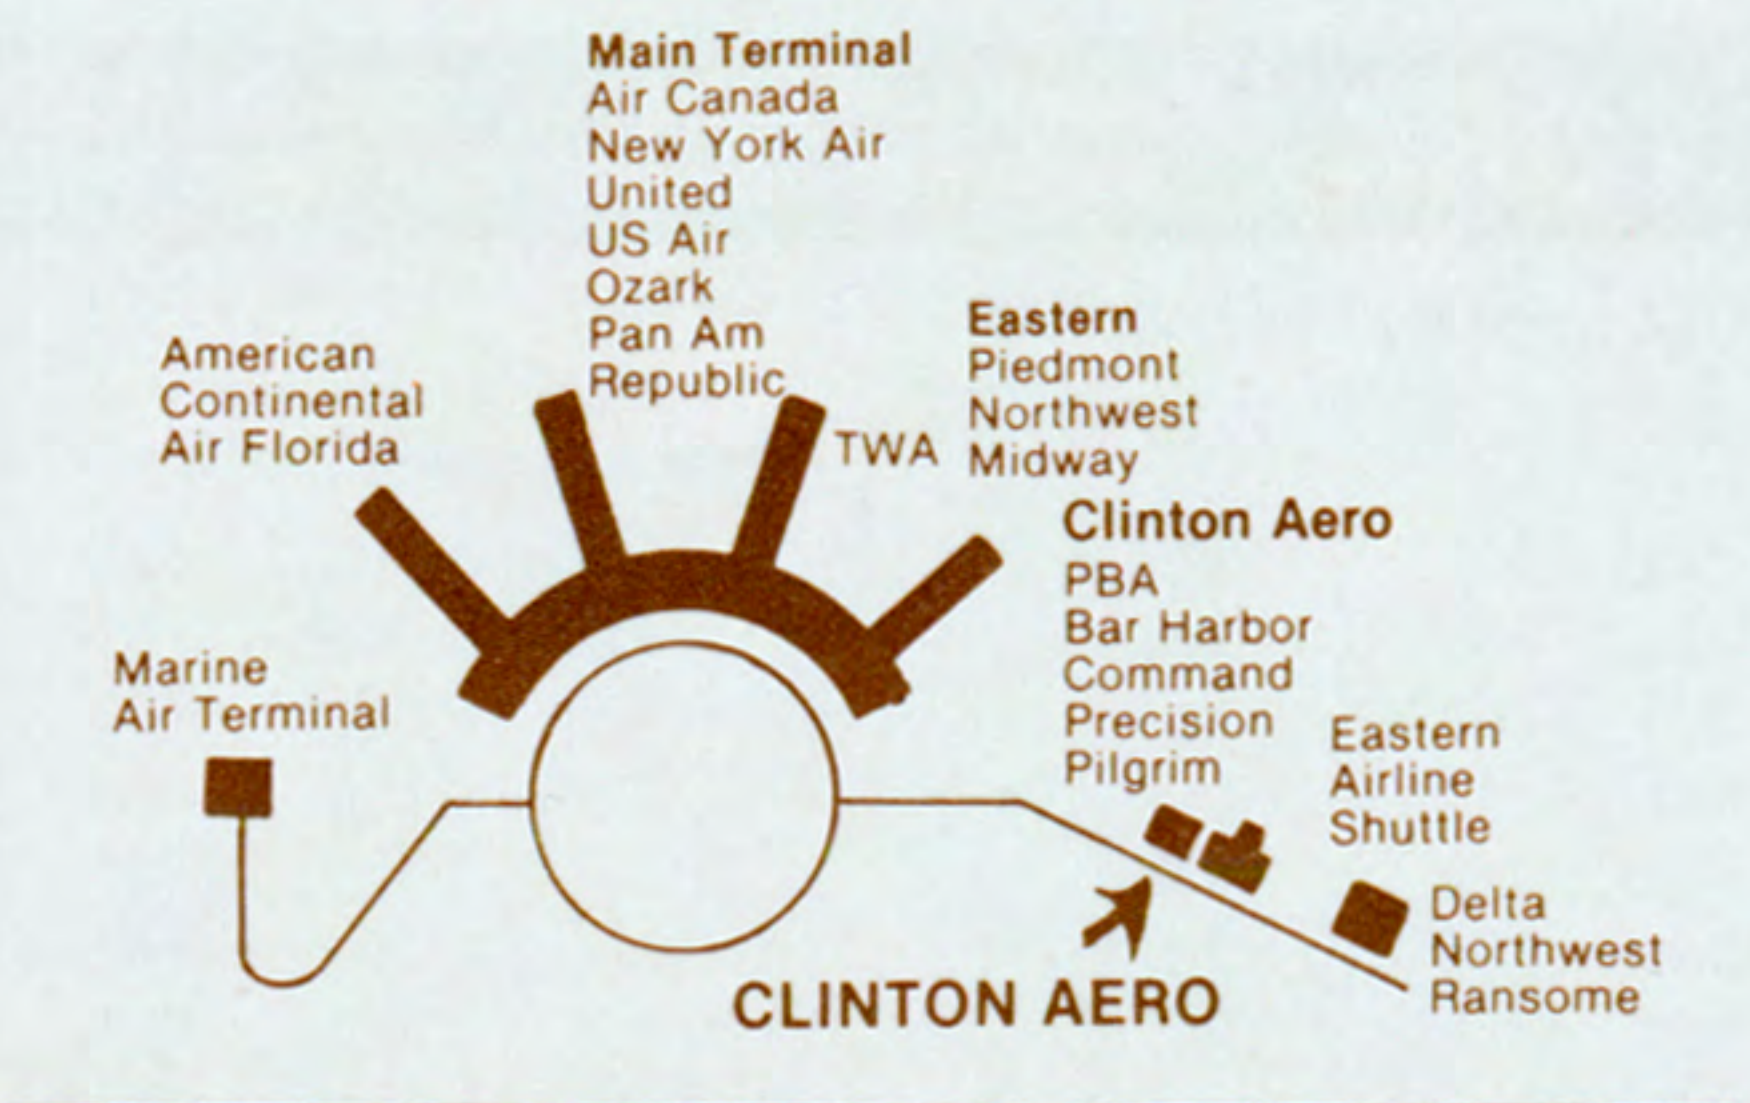 Main Terminal
Air Canada
New York Air
United
US Air
Ozark
Pan Am
Republic
American
Continental
Air Florida
TWA
Eastern
Piedmont
Northwest
Midway
Clinton Aero
PBA
Bar Harbor
Command
Precision
Pilgrim
Marine
Air Terminal
Eastern
Airline
Shuttle
Delta
Northwest
Ransome
CLINTON AERO